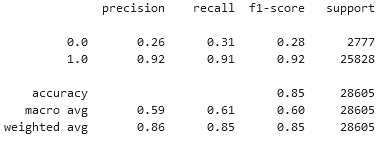 precision recall f1-score support
0.0 0.26 0.31 0.28 2777
1.0 0.92 0.91 0.92 25828
accuracy 0.85 28605
macro avg 0.59 0.61 0.60 28605
weighted avg 0.86 0.85 0.85 28605